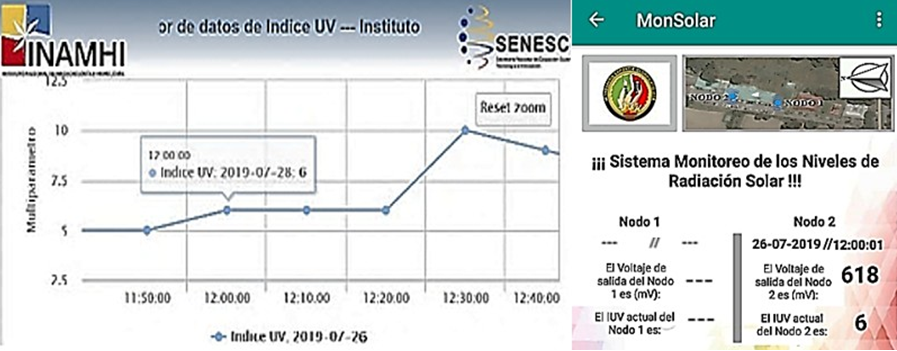 INAMHI
or de datos de Indice UV --- Instituto
SENESC
12.5
10
7.5
5
2.5
Multiparametro
Reset zoom
12:00:00
Indice UV, 2019-0/-28: 6
11:50:00 12:00:00 12:10:00 12:20:00 12:30:00 12:40:00
Indice UV, 2019-0/-26
MonSolar
NODO 2
NODO 1
¡¡¡ Sistema Monitoreo de los Niveles de
Radiación Solar !!!
Nodo 1
--- // ---
El Voltaje de
salida del Nodo
1 es (mV):
----
El IUV actual del
Nodo 1 es:
----
Nodo 2
26-07-2019 //12:00:01
El Voltaje de
salida del Nodo
2 es (mV):
618
El IUV actual
del Nodo 2 es:
6